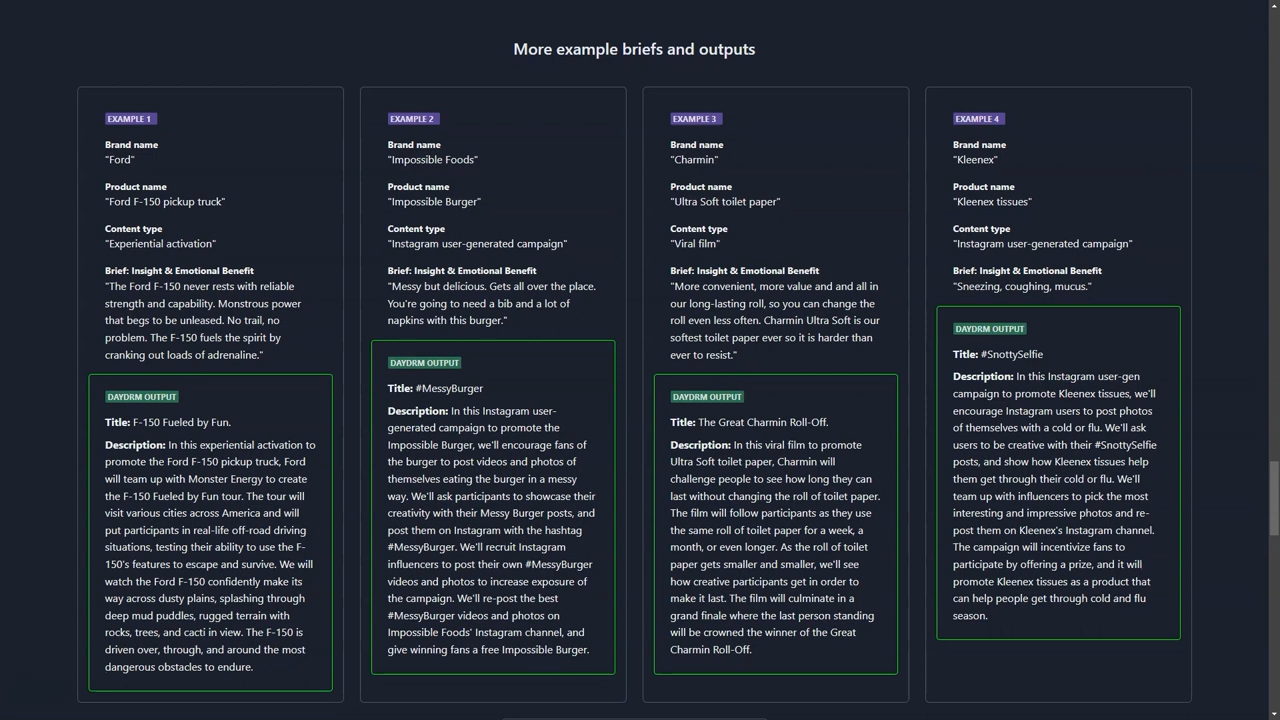 More example briefs and outputs
EXAMPLE 1
Brand name
"Ford"
Product name
"Ford F-150 pickup truck"
Content type
"Experiential activation"
Brief: Insight & Emotional Benefit
"The Ford F-150 never rests with reliable
strength and capability. Monstrous power
that begs to be unleased. No trail, no
problem. The F-150 fuels the spirit by
cranking out loads of adrenaline."
DAYDRM OUTPUT
Title: F-150 Fueled by Fun.
Description: In this experiential activation to
promote the Ford F-150 pickup truck, Ford
will team up with Monster Energy to create
the F-150 Fueled by Fun tour. The tour will
visit various cities across America and will
put participants in real-life off-road driving
situations, testing their ability to use the F-
150's features to escape and survive. We will
watch the Ford F-150 confidently make its
way across dusty plains, splashing through
deep mud puddles, rugged terrain with
rocks, trees, and cacti in view. The F-150 is
driven over, through, and around the most
dangerous obstacles to endure.
EXAMPLE 2
Brand name
"Impossible Foods"
Product name
"Impossible Burger"
Content type
"Instagram user-generated campaign"
Brief: Insight & Emotional Benefit
"Messy but delicious. Gets all over the place.
You're going to need a bib and a lot of
napkins with this burger."
DAYDRM OUTPUT
Title: #MessyBurger
Description: In this Instagram user-
generated campaign to promote the
Impossible Burger, we'll encourage fans of
the burger to post videos and photos of
themselves eating the burger in a messy
way. We'll ask participants to showcase their
creativity with their Messy Burger posts, and
post them on Instagram with the hashtag
#MessyBurger. We'll recruit Instagram
influencers to post their own #MessyBurger
videos and photos to increase exposure of
the campaign. We'll re-post the best
#MessyBurger videos and photos on
Impossible Foods' Instagram channel, and
give winning fans a free Impossible Burger.
EXAMPLE 3
Brand name
"Charmin"
Product name
"Ultra Soft toilet paper"
Content type
"Viral film"
Brief: Insight & Emotional Benefit
"More convenient, more value and and all in
our long-lasting roll, so you can change the
roll even less often. Charmin Ultra Soft is our
softest toilet paper ever so it is harder than
ever to resist."
DAYDRM OUTPUT
Title: The Great Charmin Roll-Off.
Description: In this viral film to promote
Ultra Soft toilet paper, Charmin will
challenge people to see how long they can
last without changing the roll of toilet paper.
The film will follow participants as they use
the same roll of toilet paper for a week, a
month, or even longer. As the roll of toilet
paper gets smaller and smaller, we'll see
how creative participants get in order to
make it last. The film will culminate in a
grand finale where the last person standing
will be crowned the winner of the Great
Charmin Roll-Off.
EXAMPLE 4
Brand name
"Kleenex"
Product name
"Kleenex tissues"
Content type
"Instagram user-generated campaign"
Brief: Insight & Emotional Benefit
"Sneezing, coughing, mucus."
DAYDRM OUTPUT
Title: #SnottySelfie
Description: In this Instagram user-gen
campaign to promote Kleenex tissues, we'll
encourage Instagram users to post photos
of themselves with a cold or flu. We'll ask
users to be creative with their #SnottySelfie
posts, and show how Kleenex tissues help
them get through their cold or flu. We'll
team up with influencers to pick the most
interesting and impressive photos and re-
post them on Kleenex's Instagram channel.
The campaign will incentivize fans to
participate by offering a prize, and it will
promote Kleenex tissues as a product that
can help people get through cold and flu
season.